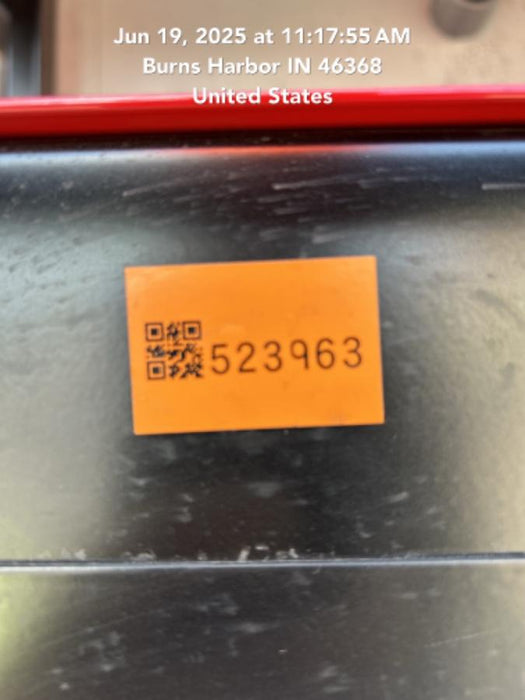 Jun 19, 2025 at 11:17:55 AM
Burns Harbor IN 46368
United States
523963